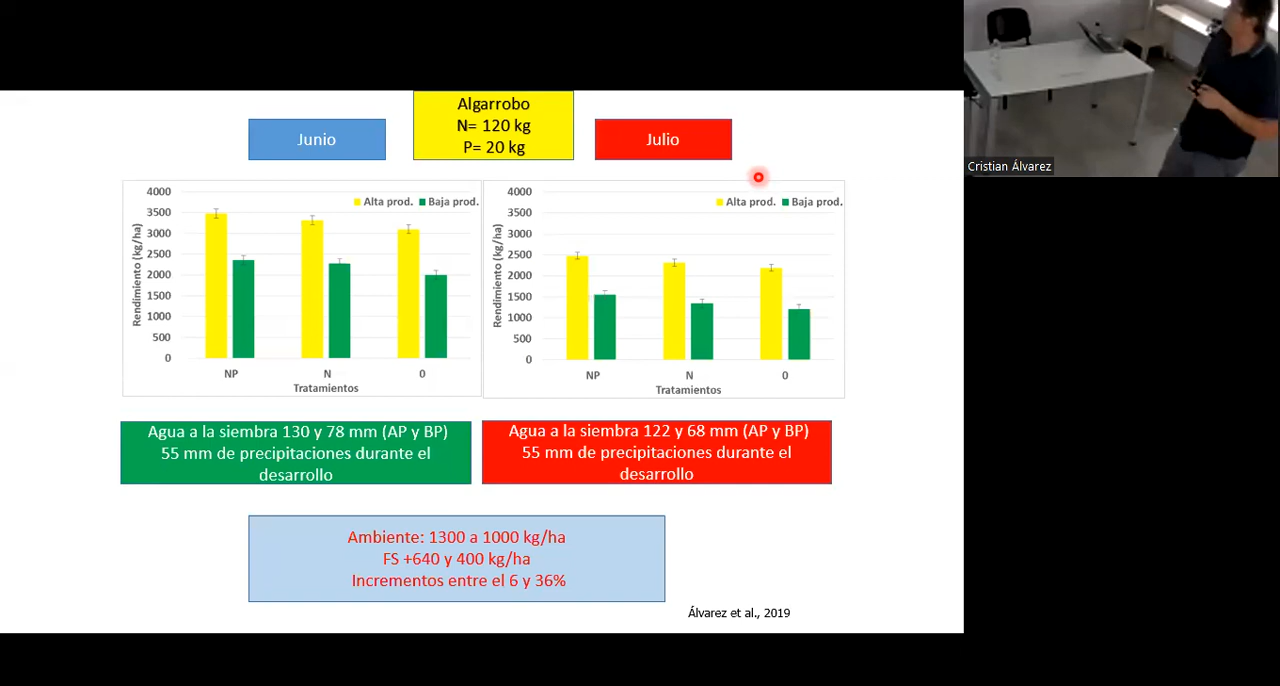 Cristian Álvarez
Algarrobo
N= 120 kg
P= 20 kg
Junio
Julio
4000
3500
3000
2500
2000
1500
1000
500
0
Rendimiento (kg/ha)
Alta prod.
Baja prod.
NP
N
0
Tratamientos
4000
3500
3000
2500
2000
1500
1000
500
0
Rendimiento (kg/ha)
Alta prod.
Baja prod.
NP
N
0
Tratamientos
Agua a la siembra 130 y 78 mm (AP y BP)
55 mm de precipitaciones durante el
desarrollo
Agua a la siembra 122 y 68 mm (AP y BP)
55 mm de precipitaciones durante el
desarrollo
Ambiente: 1300 a 1000 kg/ha
FS +640 y 400 kg/ha
Incrementos entre el 6 y 36%
Álvarez et al., 2019